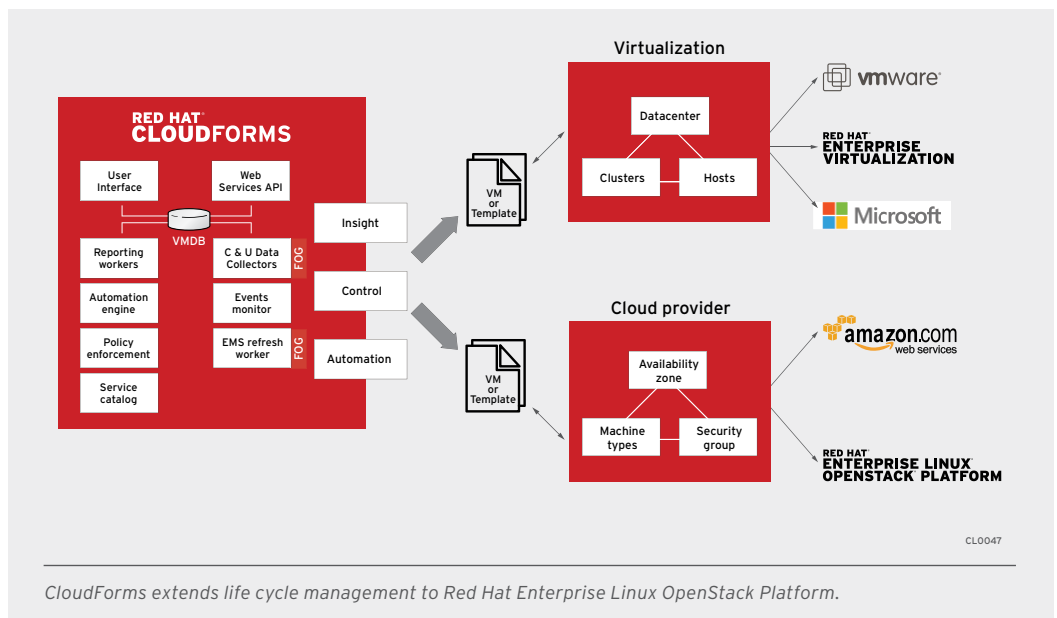 RED HAT®
CLOUDFORMS
User
Interface
Web
Services API
VMDB
Reporting
workers
C & U Data
Collectors
FOG
Automation
engine
Events
monitor
Policy
enforcement
EMS refresh
worker
FOG
Service
catalog
Insight
Control
Automation
VM
or
Template
VM
or
Template
Virtualization
Datacenter
Clusters
Hosts
vmware®
RED HAT®
ENTERPRISE
VIRTUALIZATION
Microsoft
Cloud provider
Availability
zone
Machine
types
Security
group
amazon.com
web services
RED HAT®
ENTERPRISE LINUX®
OPENSTACK® PLATFORM
CL0047
CloudForms extends life cycle management to Red Hat Enterprise Linux OpenStack Platform.